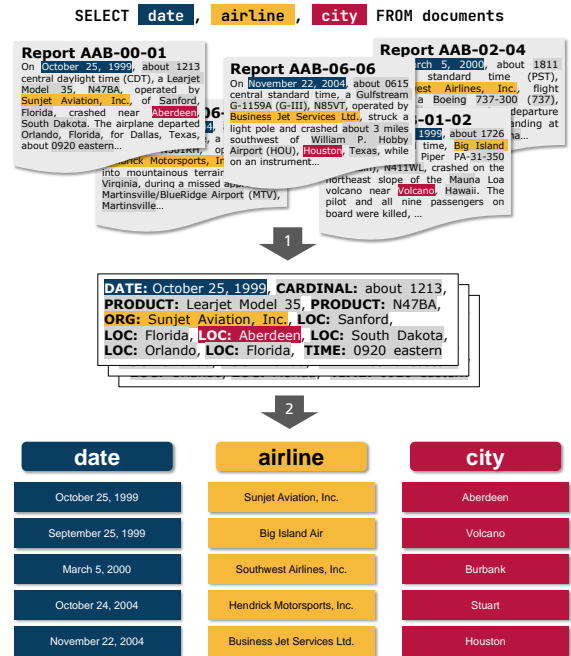 SELECT date, airline, city FROM documents
Report AAB-00-01
On October 25, 1999, about 1213
central daylight time (CDT), a Learjet
Model 35, N47BA, operated by
Sunjet Aviation, Inc., of Sanford,
Florida, crashed near Aberdeen,
South Dakota. The airplane departed
Orlando, Florida, for Dallas, Texas,
about 0920 eastern…
into mountainous terrain
Virginia, during a missed
Martinsville/BlueRidge Airport (MTV),
Martinsville…
Report AAB-06-06
On November 22, 2004, about 0615
central standard time, a Gulfstream
G-1159A (G-III), N85VT, operated by
Business Jet Services Ltd., struck a
light pole and crashed about 3 miles
southwest of William P. Hobby
Airport (HOU), Houston, Texas, while
on an instrument…
Report AAB-02-04
5, 2000, about 1811
standard time (PST),
Airlines, Inc., flight
a Boeing 737-300 (737),
departure
-01-02
1999, about 1726
time, Big Island
Piper PA-31-350
N411WL, crashed on the
northeast slope of the Mauna Loa
volcano near Volcano, Hawaii. The
pilot and all nine passengers on
board were killed, …
1
DATE: October 25, 1999, CARDINAL: about 1213,
PRODUCT: Learjet Model 35, PRODUCT: N47BA,
ORG: Sunjet Aviation, Inc., LOC: Sanford,
LOC: Florida, LOC: Aberdeen, LOC: South Dakota,
LOC: Orlando, LOC: Florida, TIME: 0920 eastern
2
date airline city
October 25, 1999 Sunjet Aviation, Inc. Aberdeen
September 25, 1999 Big Island Air Volcano
March 5, 2000 Southwest Airlines, Inc. Burbank
October 24, 2004 Hendrick Motorsports, Inc. Stuart
November 22, 2004 Business Jet Services Ltd. Houston